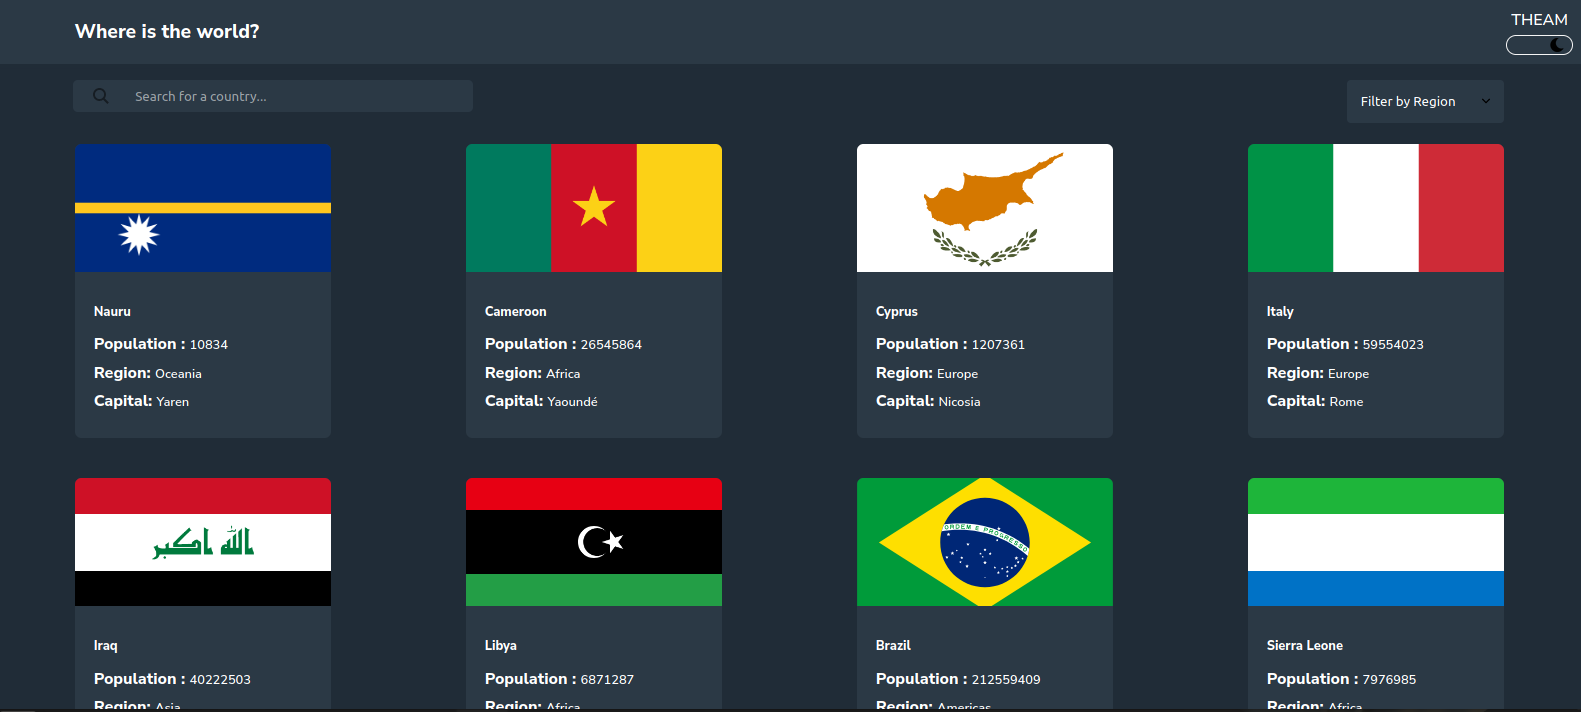 Where is the world?
THEAM
Search for a country...
Filter by Region
Nauru
Population : 10834
Region: Oceania
Capital: Yaren
Cameroon
Population : 26545864
Region: Africa
Capital: Yaoundé
Cyprus
Population : 1207361
Region: Europe
Capital: Nicosia
Italy
Population : 59554023
Region: Europe
Capital: Rome
الله اكبر
ORDEM E PROGRESSO
Iraq
Population : 40222503
Region: Asia
Libya
Population : 6871287
Region: Africa
Brazil
Population : 212559409
Region: Americas
Sierra Leone
Population : 7976985
Region: Africa